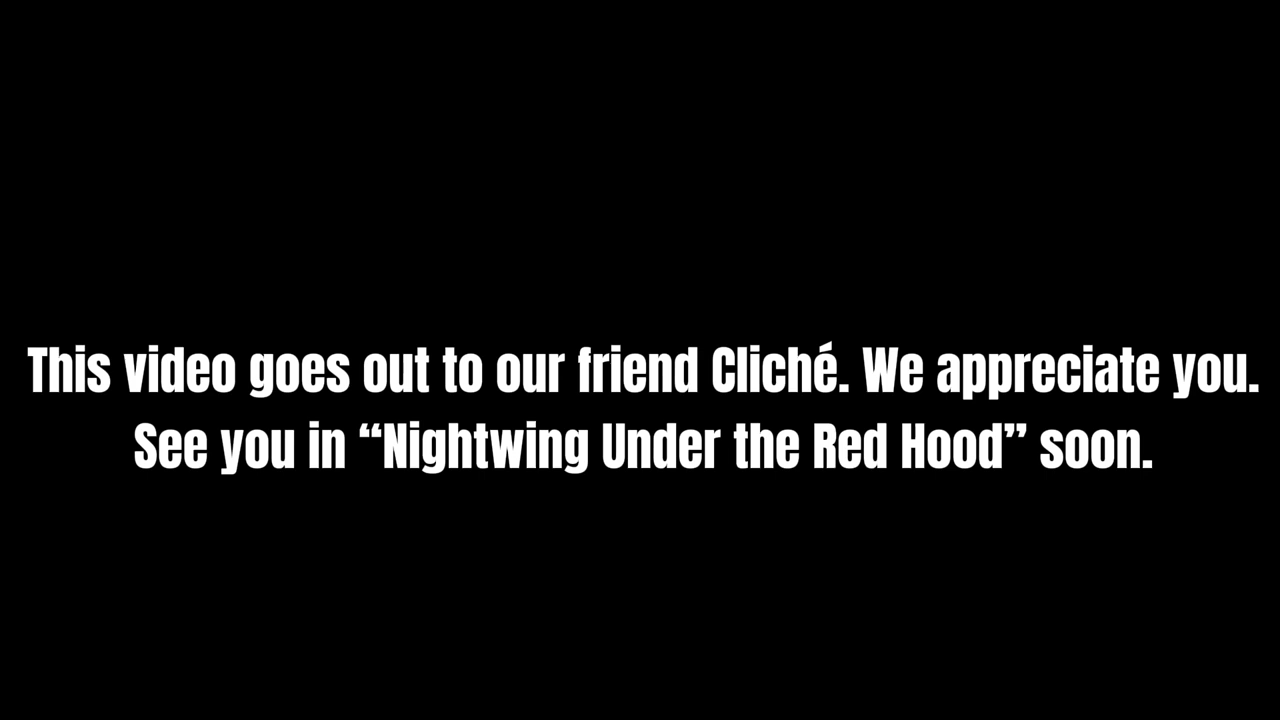 This video goes out to our friend Cliché. We appreciate you.
See you in “Nightwing Under the Red Hood” soon.